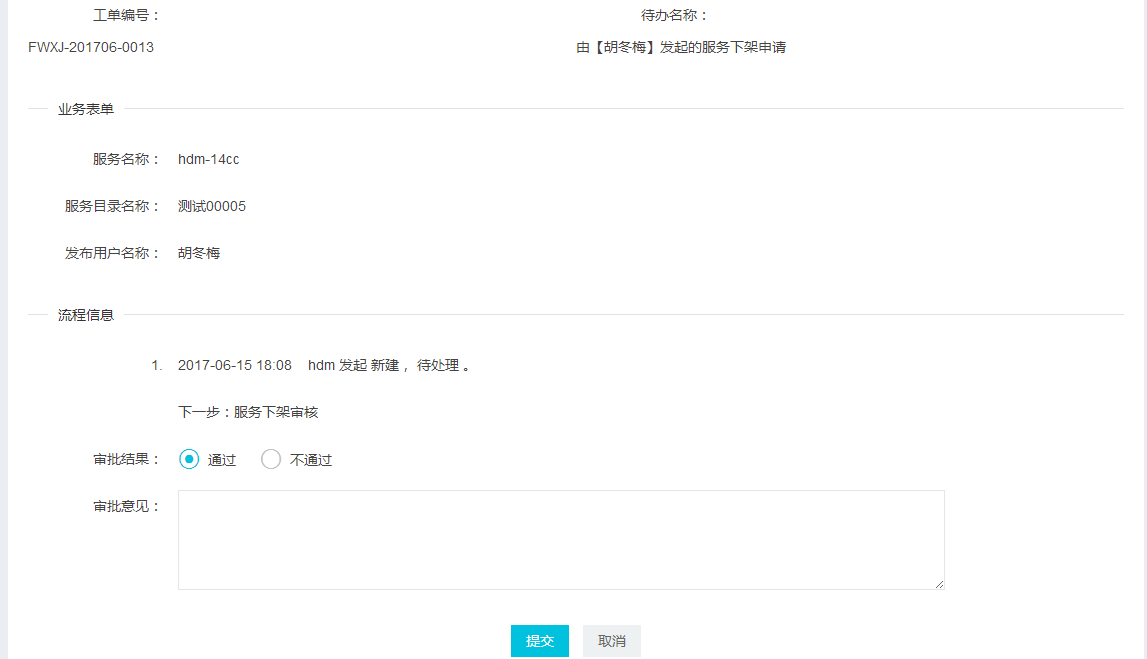 工单编号： 待办名称：
FWXJ-201706-0013 由【胡冬梅】发起的服务下架申请
业务表单
服务名称： hdm-14cc
服务目录名称： 测试00005
发布用户名称： 胡冬梅
流程信息
1. 2017-06-15 18:08 hdm 发起 新建 ，待处理 。
下一步：服务下架审核
审批结果： 通过 不通过
审批意见：
提交 取消